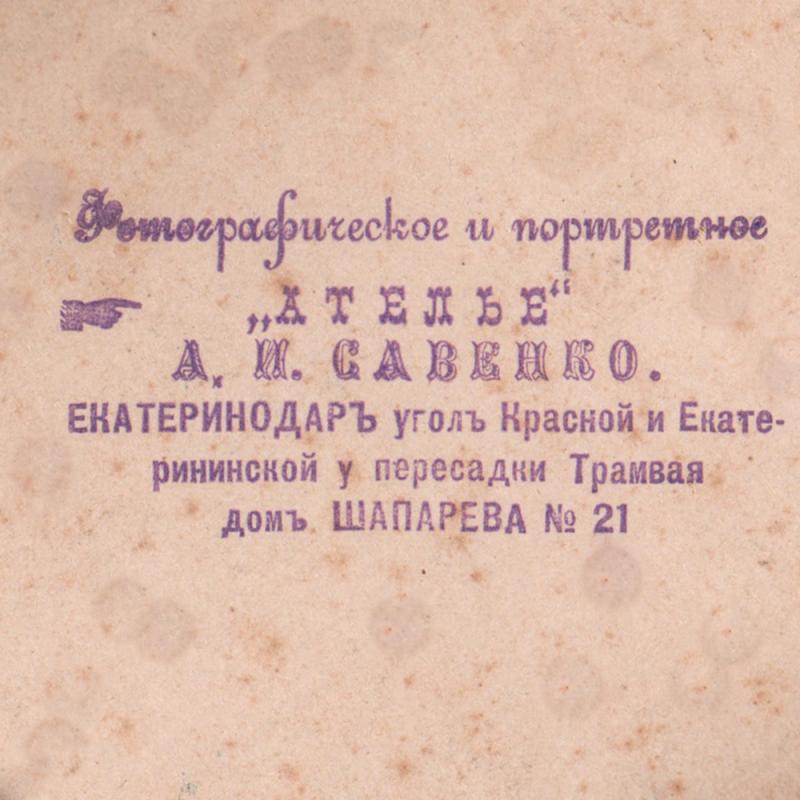 Фотографическое и портретное
„АТЕЛЬЕ“
А. И. САВЕНКО.
ЕКАТЕРИНОДАРЪ уголъ Красной и Екате-
рининской у пересадки Трамвая
домъ ШАПАРЕВА № 21